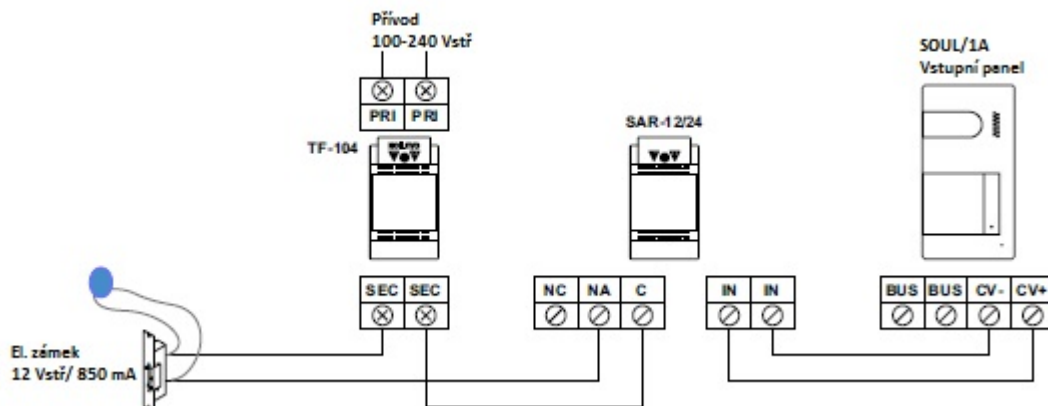 Přívod
100-240 Vstř
SOUL/1A
Vstupní panel
PRI PRI
SAR-12/24
TF-104
SEC SEC
NC NA C
IN IN
BUS BUS CV- CV+
El. zámek
12 Vstř/ 850 mA